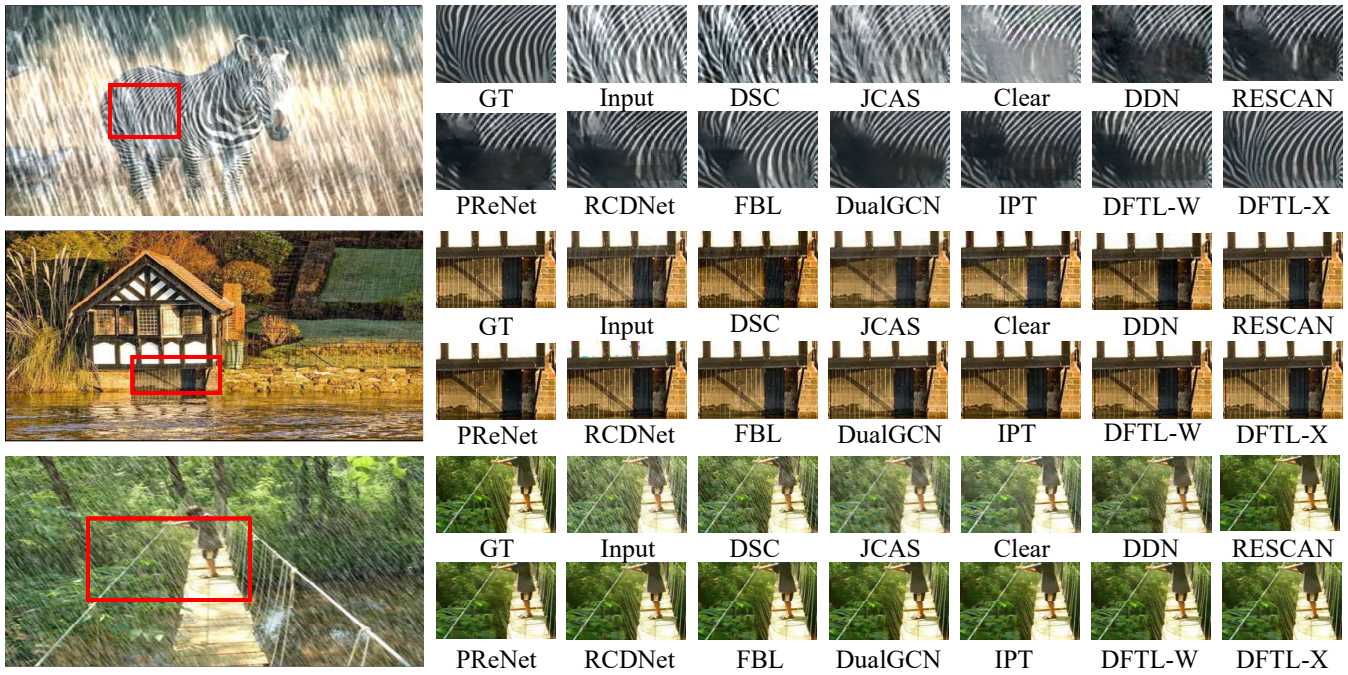 GT Input DSC JCAS Clear DDN RESCAN
PReNet RCDNet FBL DualGCN IPT DFTL-W DFTL-X
GT Input DSC JCAS Clear DDN RESCAN
PReNet RCDNet FBL DualGCN IPT DFTL-W DFTL-X
GT Input DSC JCAS Clear DDN RESCAN
PReNet RCDNet FBL DualGCN IPT DFTL-W DFTL-X